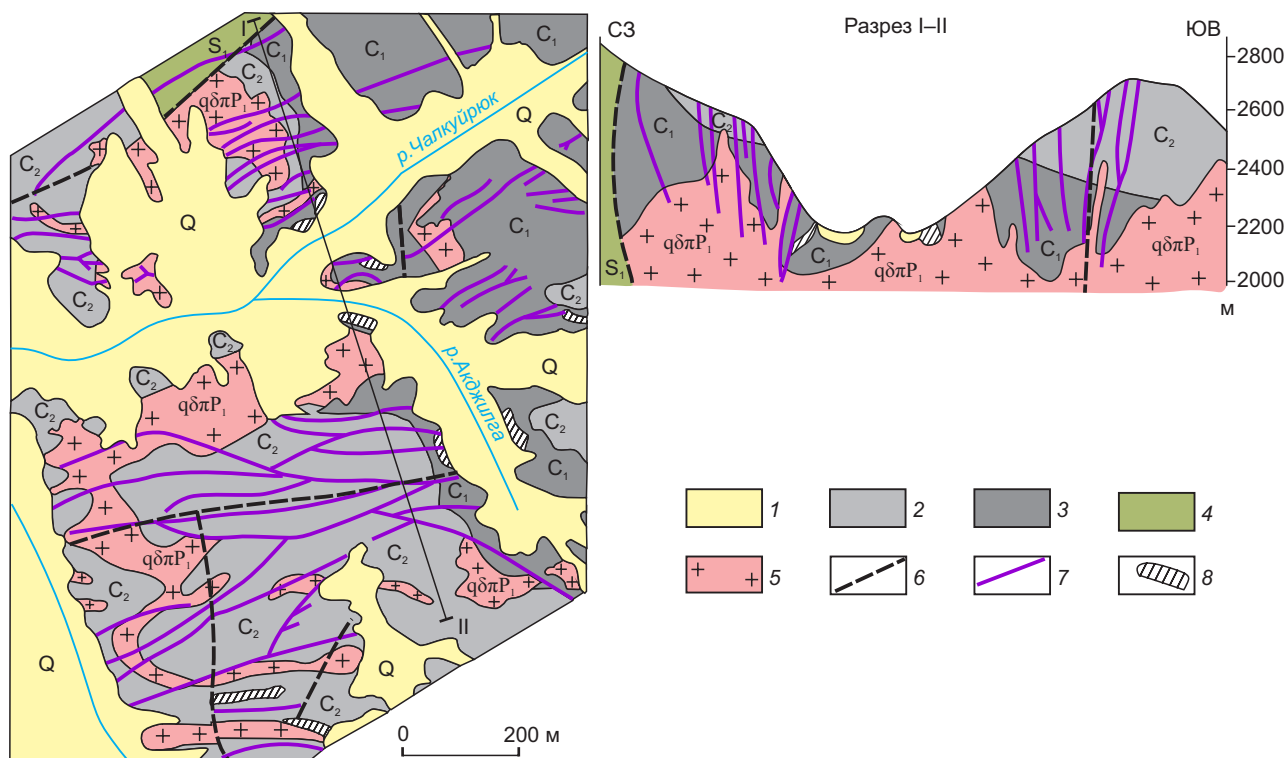 I
S₁
C₁
C₁
C₂
qδπP₁
р.Чалкуйрюк
Q
C₂
Q
C₁
C₂
C₂
C₂
р.Акджилга
Q
C₂
C₂
qδπP₁
C₂
C₂
C₁
C₁
qδπP₁
C₂
qδπP₁
C₂
C₂
II
Q
C₂
Q
0 200 м
СЗ Разрез I–II ЮВ
2800
2600
2400
2200
2000
м
C₁
C₂
C₂
S₁
C₁
qδπP₁
C₁
qδπP₁
1 2 3 4
5 6 7 8